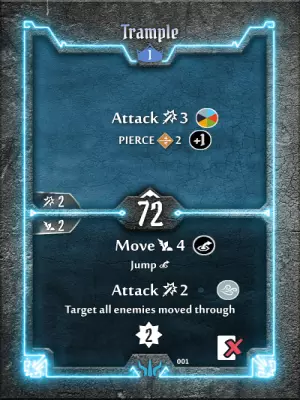 Trample
1
Attack 3
PIERCE 2 +1
2
72
2
Move 4
Jump
Attack 2
Target all enemies moved through
2
001